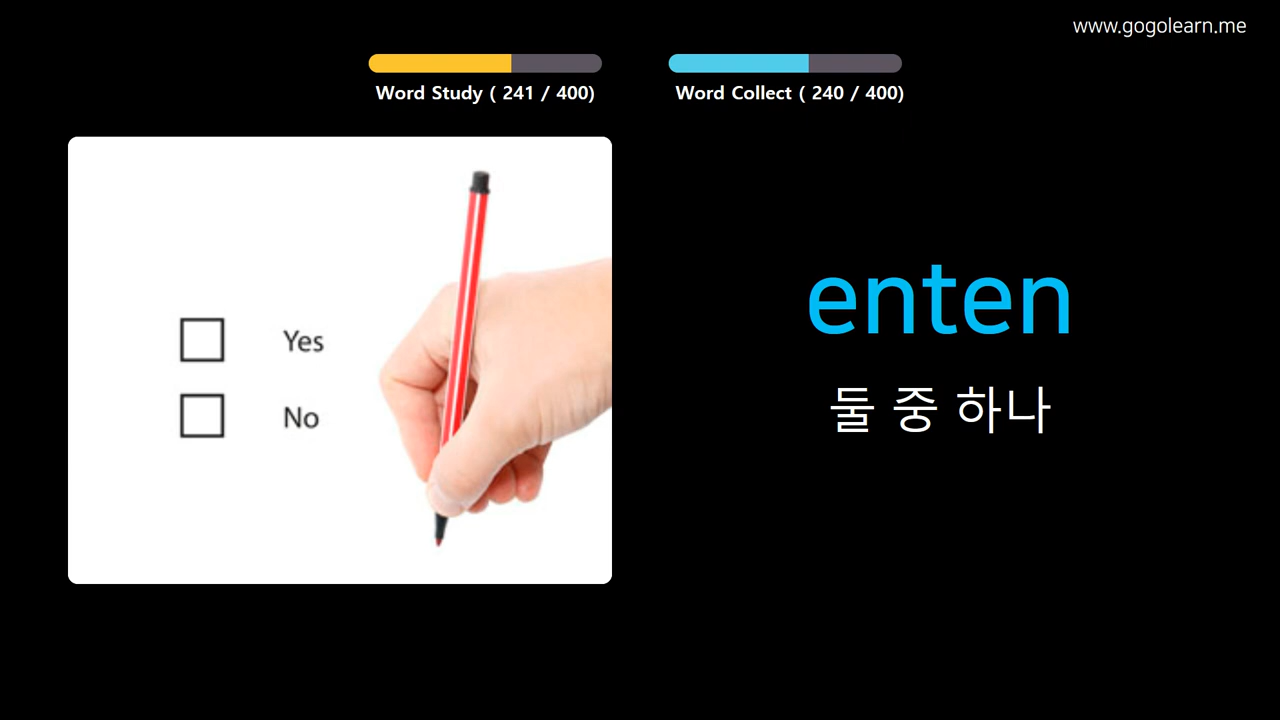 www.gogolearn.me
Word Study ( 241 / 400)
Word Collect ( 240 / 400)
Yes
No
enten
둘 중 하나